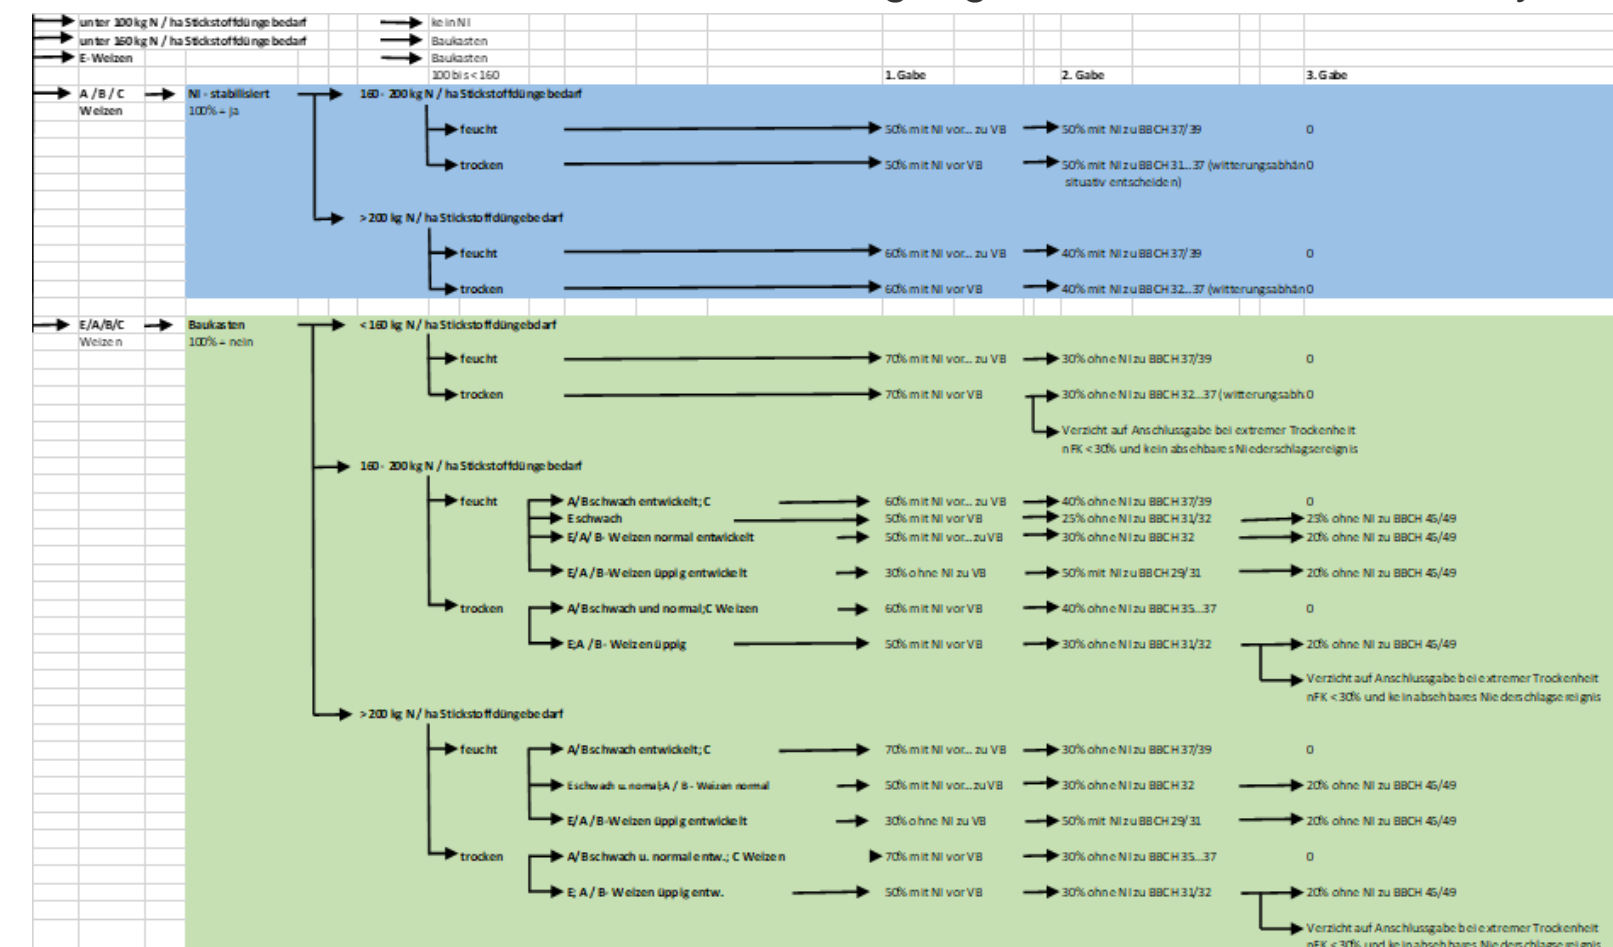 unter 100 kg N / ha Stickstoffdüngebedarf kein NI
unter 160 kg N / ha Stickstoffdüngebedarf Baukasten
E-Weizen Baukasten
100 bis < 160 1. Gabe 2. Gabe 3. Gabe
A / B / C NI - stabilisiert 160 - 200 kg N / ha Stickstoffdüngebedarf
Weizen 100% = ja
feucht 50% mit NI vor... zu VB 50% mit NI zu BBCH 37/39 0
trocken 50% mit NI vor VB 50% mit NI zu BBCH 31...37 (witterungsabhän 0
situativ entscheiden)
> 200 kg N / ha Stickstoffdüngebedarf
feucht 60% mit NI vor... zu VB 40% mit NI zu BBCH 37/39 0
trocken 60% mit NI vor VB 40% mit NI zu BBCH 32...37 (witterungsabhän 0
E/A/B/C Baukasten < 160 kg N / ha Stickstoffdüngebdarf
Weizen 100% = nein
feucht 70% mit NI vor... zu VB 30% ohne NI zu BBCH 37/39 0
trocken 70% mit NI vor VB 30% ohne NI zu BBCH 32...37 (witterungsabh 0
Verzicht auf Anschlussgabe bei extremer Trockenheit
nFK < 30% und kein absehbares Niederschlagsereignis
160 - 200 kg N / ha Stickstoffdüngebedarf
feucht A/B schwach entwickelt; C 60% mit NI vor... zu VB 40% ohne NI zu BBCH 37/39 0
E schwach 50% mit NI vor VB 25% ohne NI zu BBCH 31/32 25% ohne NI zu BBCH 45/49
E/A/B- Weizen normal entwickelt 50% mit NI vor...zu VB 30% ohne NI zu BBCH 32 20% ohne NI zu BBCH 45/49
E/A/B-Weizen üppig entwickelt 30% ohne NI zu VB 50% mit NI zu BBCH 29/31 20% ohne NI zu BBCH 45/49
trocken A/B schwach und normal;C Weizen 60% mit NI vor VB 40% ohne NI zu BBCH 35...37 0
E;A /B- Weizen üppig 50% mit NI vor VB 30% ohne NI zu BBCH 31/32 20% ohne NI zu BBCH 45/49
Verzicht auf Anschlussgabe bei extremer Trockenheit
nFK < 30% und kein absehbares Niederschlagsereignis
> 200 kg N / ha Stickstoffdüngebedarf
feucht A/B schwach entwickelt; C 70% mit NI vor... zu VB 30% ohne NI zu BBCH 37/39 0
E schwach u. nomal;A / B - Weizen normal 50% mit NI vor...zu VB 30% ohne NI zu BBCH 32 20% ohne NI zu BBCH 45/49
E/A/B-Weizen üppig entwickelt 30% ohne NI zu VB 50% mit NI zu BBCH 29/31 20% ohne NI zu BBCH 45/49
trocken A/B schwach u. normal entw.; C Weizen 70% mit NI vor VB 30% ohne NI zu BBCH 35...37 0
E; A / B- Weizen üppig entw. 50% mit NI vor VB 30% ohne NI zu BBCH 31/32 20% ohne NI zu BBCH 45/49
Verzicht auf Anschlussgabe bei extremer Trockenheit
nFK < 30% und kein absehbares Niederschlagsereignis